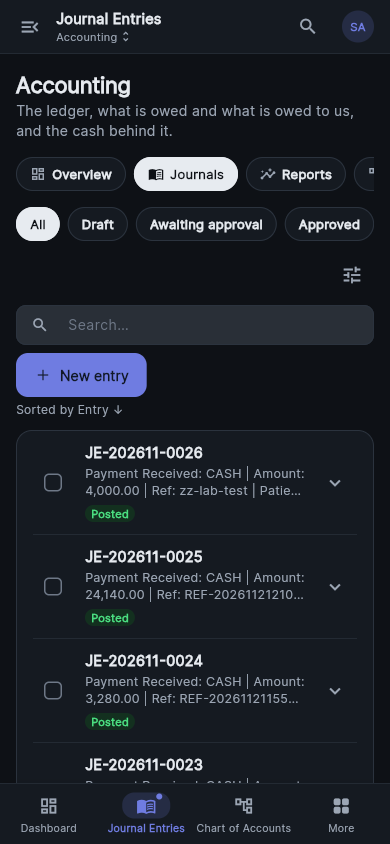 Journal Entries
Accounting
SA
Accounting
The ledger, what is owed and what is owed to us,
and the cash behind it.
Overview
Journals
Reports
All
Draft
Awaiting approval
Approved
Search...
+ New entry
Sorted by Entry ↓
JE-202611-0026
Payment Received: CASH | Amount:
4,000.00 | Ref: zz-lab-test | Patie...
Posted
JE-202611-0025
Payment Received: CASH | Amount:
24,140.00 | Ref: REF-20261121210...
Posted
JE-202611-0024
Payment Received: CASH | Amount:
3,280.00 | Ref: REF-20261121155...
Posted
JE-202611-0023
Dashboard
Journal Entries
Chart of Accounts
More